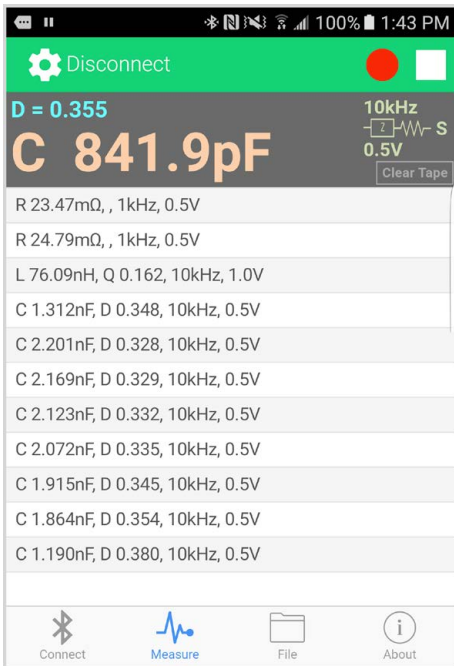 100% 1:43 PM
Disconnect
D = 0.355
10kHz
C 841.9pF
Z S
0.5V
Clear Tape
R 23.47mΩ, , 1kHz, 0.5V
R 24.79mΩ, , 1kHz, 0.5V
L 76.09nH, Q 0.162, 10kHz, 1.0V
C 1.312nF, D 0.348, 10kHz, 0.5V
C 2.201nF, D 0.328, 10kHz, 0.5V
C 2.169nF, D 0.329, 10kHz, 0.5V
C 2.123nF, D 0.332, 10kHz, 0.5V
C 2.072nF, D 0.335, 10kHz, 0.5V
C 1.915nF, D 0.345, 10kHz, 0.5V
C 1.864nF, D 0.354, 10kHz, 0.5V
C 1.190nF, D 0.380, 10kHz, 0.5V
Connect Measure File About